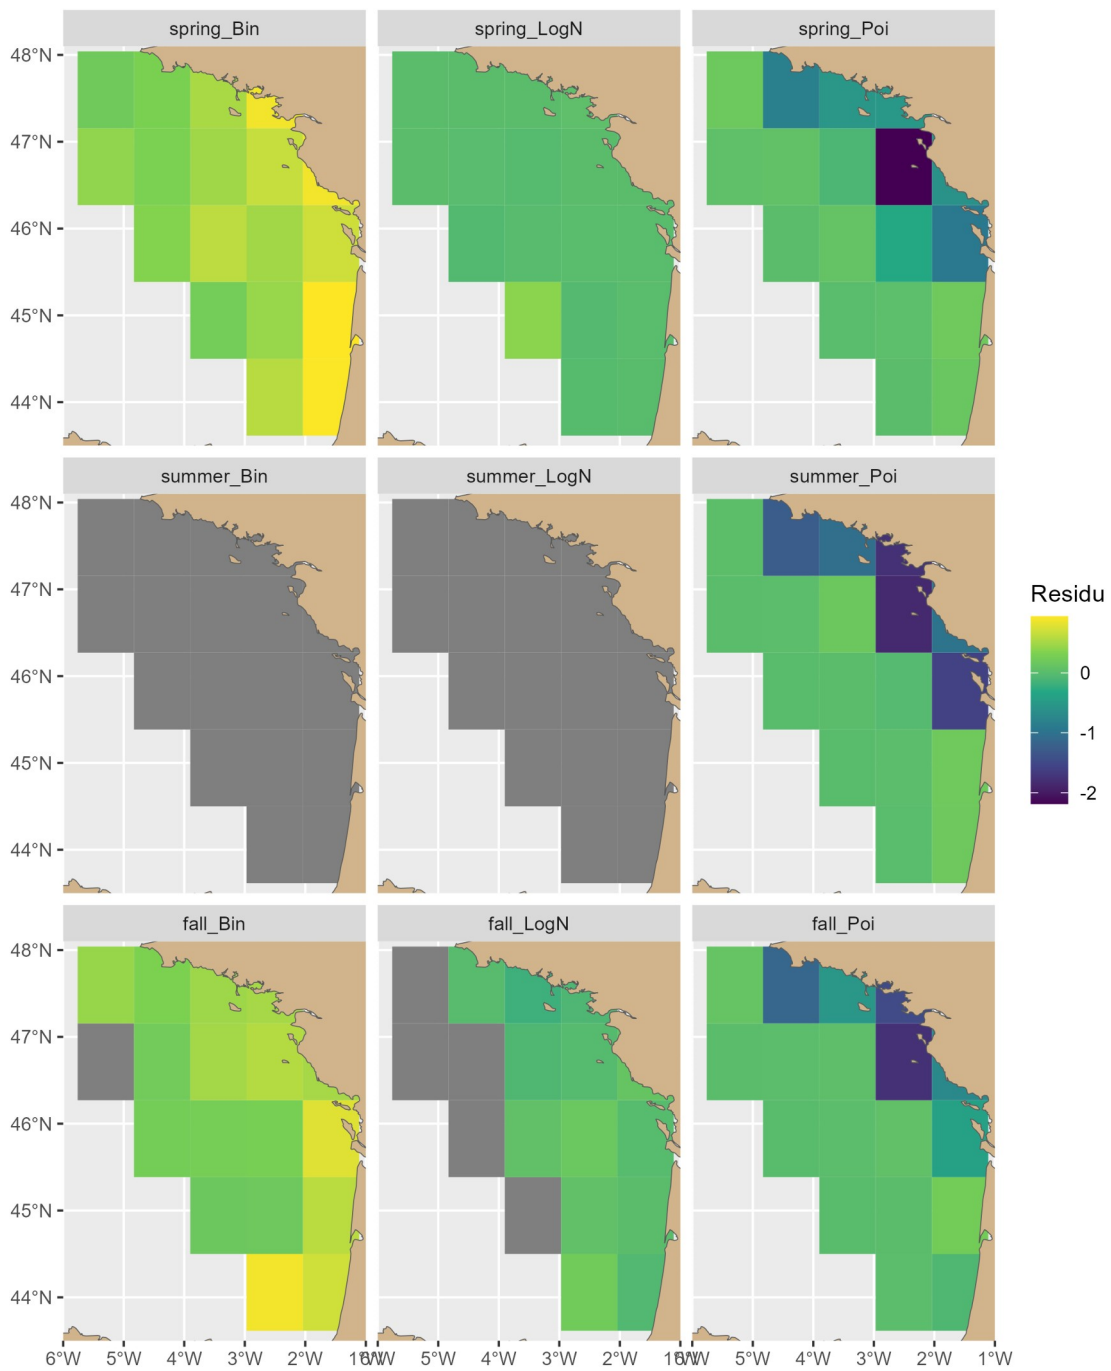 spring_Bin spring_LogN spring_Poi
48°N
47°N
46°N
45°N
44°N
summer_Bin summer_LogN summer_Poi
48°N
47°N
46°N
45°N
44°N
Residu
0
-1
-2
fall_Bin fall_LogN fall_Poi
48°N
47°N
46°N
45°N
44°N
6°W 5°W 4°W 3°W 2°W 5°W 4°W 3°W 2°W 5°W 4°W 3°W 2°W 1°W